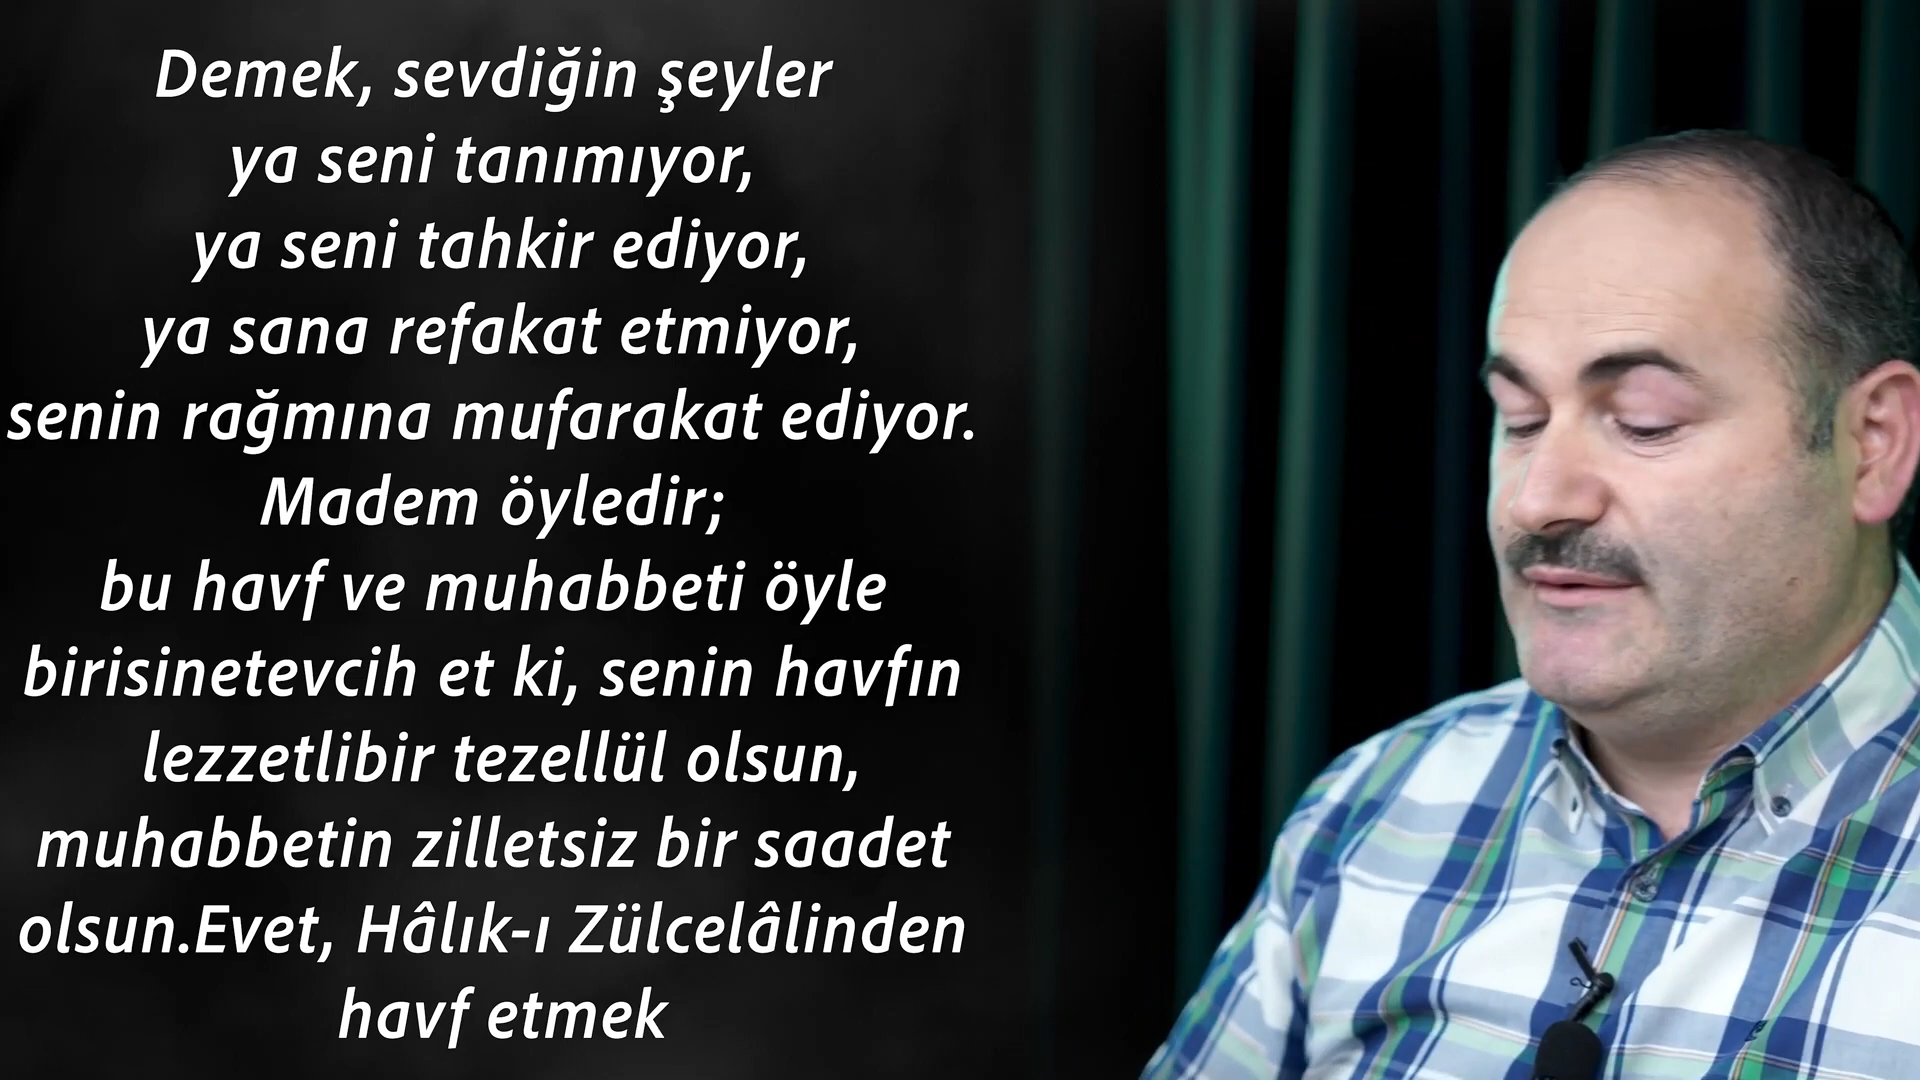 Demek, sevdiğin şeyler
ya seni tanımıyor,
ya seni tahkir ediyor,
ya sana refakat etmiyor,
senin rağmına mufarakat ediyor.
Madem öyledir;
bu havf ve muhabbeti öyle
birisinetevcih et ki, senin havfın
lezzetlibir tezellül olsun,
muhabbetin zilletsiz bir saadet
olsun.Evet, Hâlık-ı Zülcelâlinden
havf etmek